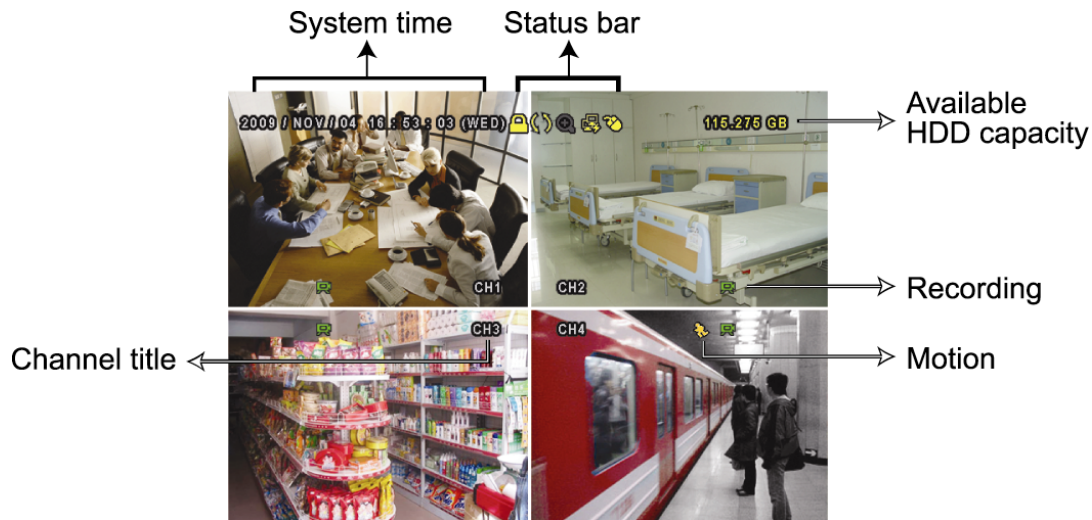 System time
Status bar
2009 / NOV / 04 16 : 53 : 03 (WED)
115.275 GB
Available
HDD capacity
CH1
CH2
Recording
CH3
CH4
Channel title
Motion